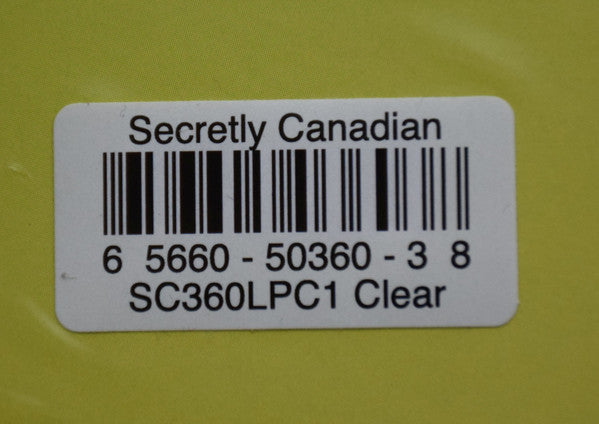 Secretly Canadian
6 5660 - 50360 - 3 8
SC360LPC1 Clear